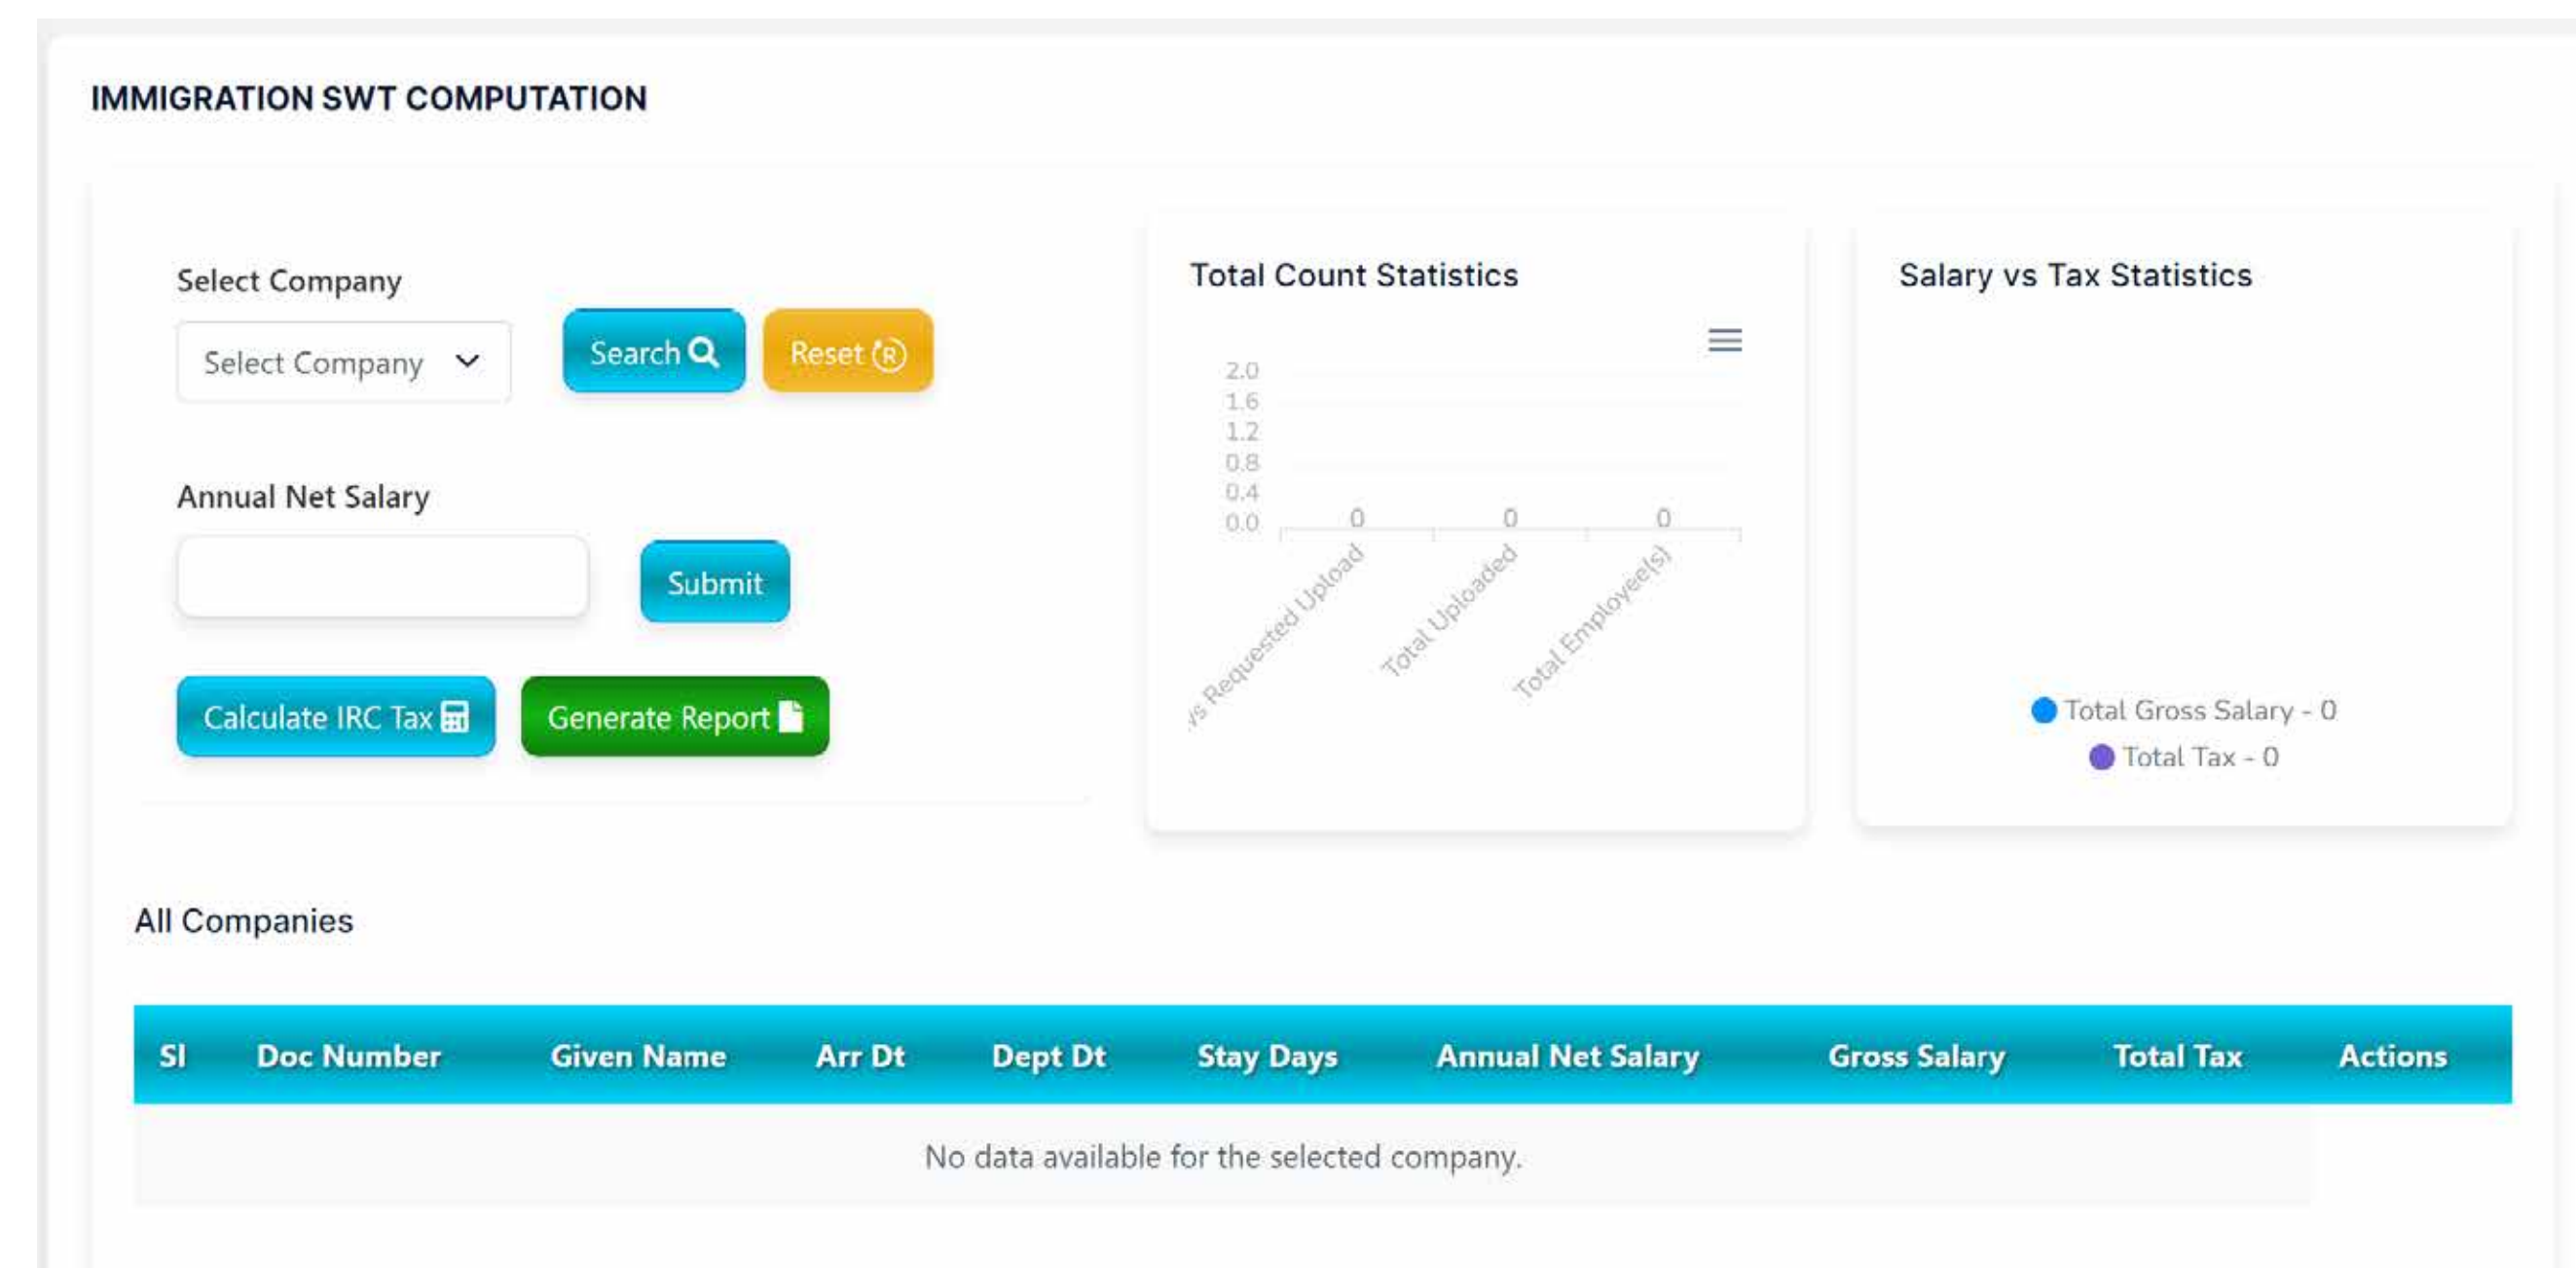 IMMIGRATION SWT COMPUTATION
Select Company
Select Company
Search
Reset
Annual Net Salary
Submit
Calculate IRC Tax
Generate Report
Total Count Statistics
2.0
1.6
1.2
0.8
0.4
0.0
0 0 0
Requested Upload
Total Uploaded
Total Employee(s)
Salary vs Tax Statistics
Total Gross Salary - 0
Total Tax - 0
All Companies
Sl Doc Number Given Name Arr Dt Dept Dt Stay Days Annual Net Salary Gross Salary Total Tax Actions
No data available for the selected company.